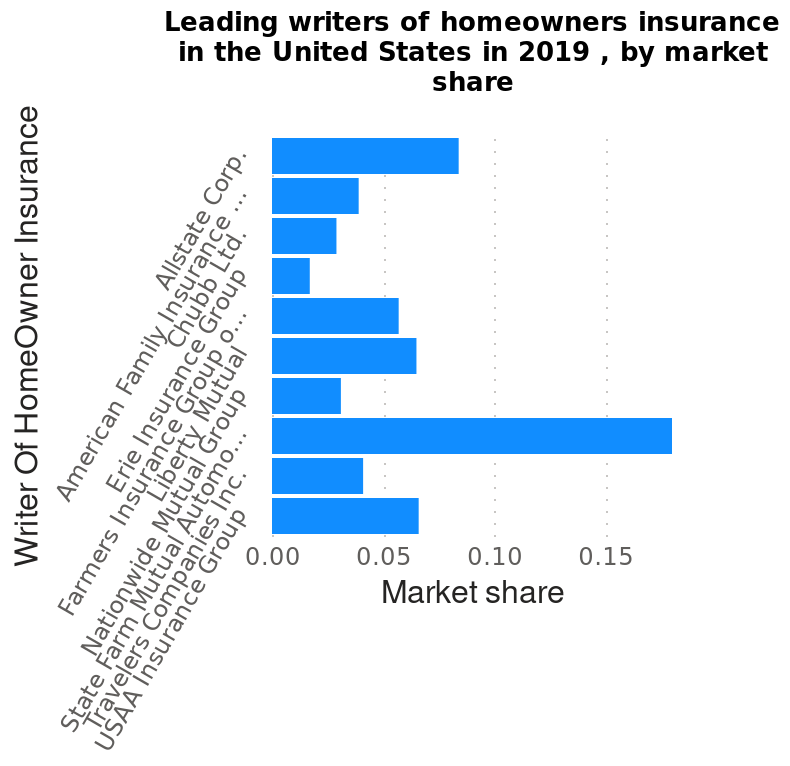 Leading writers of homeowners insurance
in the United States in 2019 , by market
share
Writer Of HomeOwner Insurance
Allstate Corp.
American Family Insurance ...
Chubb Ltd.
Erie Insurance Group
Farmers Insurance Group o...
Liberty Mutual
Nationwide Mutual Group
State Farm Mutual Automo...
Travelers Companies Inc.
USAA Insurance Group
0.00 0.05 0.10 0.15
Market share